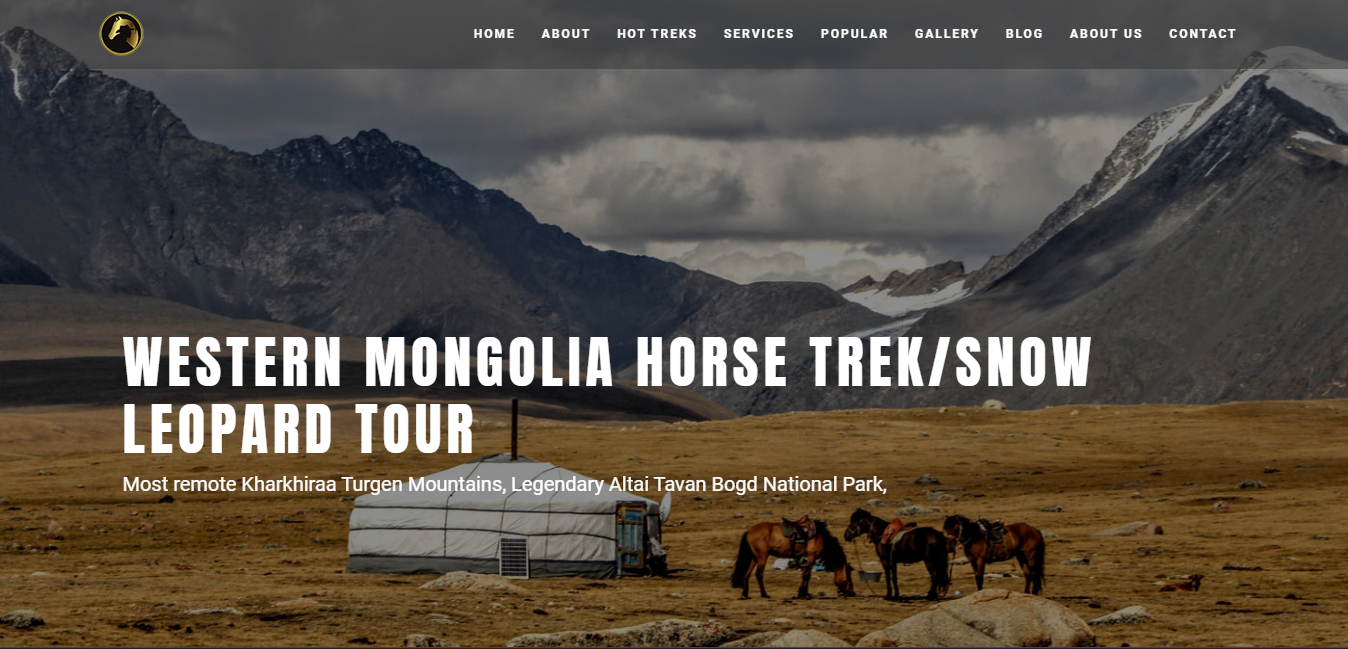 HOME ABOUT HOT TREKS SERVICES POPULAR GALLERY BLOG ABOUT US CONTACT
WESTERN MONGOLIA HORSE TREK/SNOW
LEOPARD TOUR
Most remote Kharkhiraa Turgen Mountains, Legendary Altai Tavan Bogd National Park,